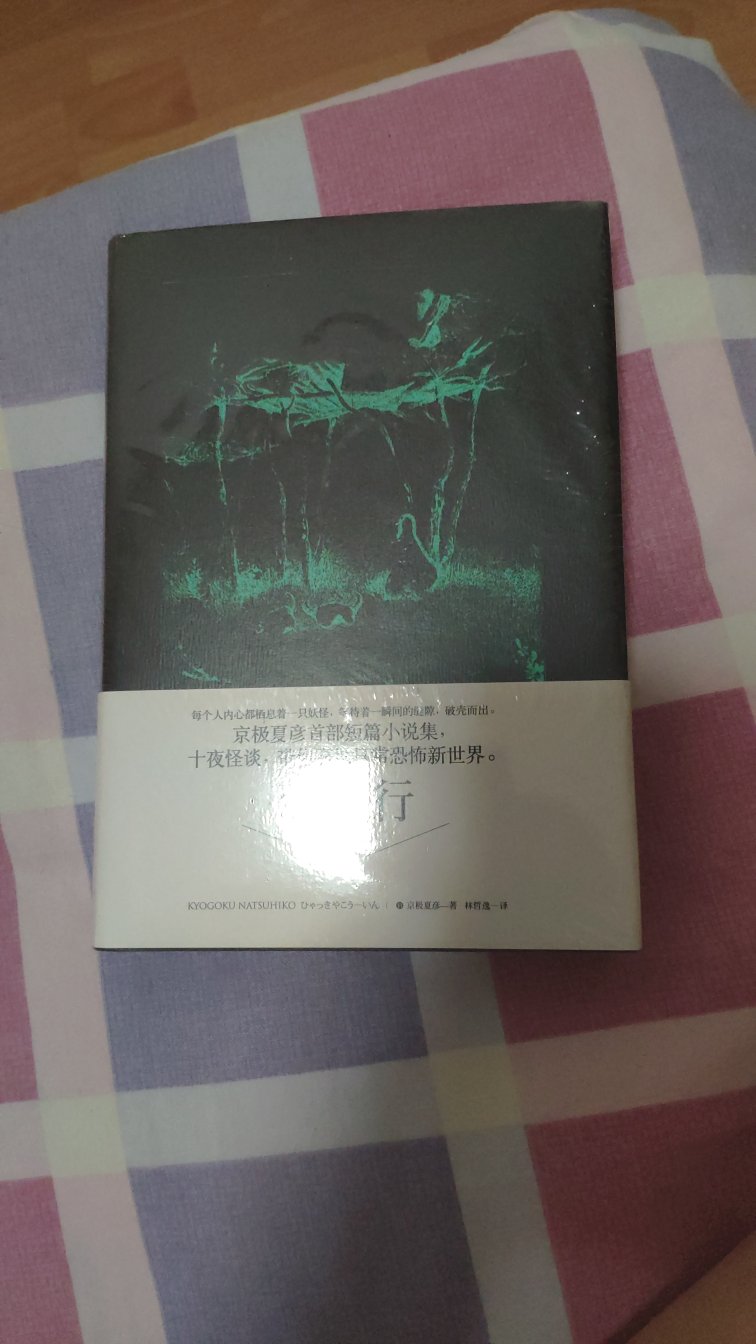 每个人内心都栖息着一只妖怪，等待着一瞬间的缝隙，破壳而出。
京极夏彦首部短篇小说集，
十夜怪谈，常恐怖新世界。
行
KYOGOKU NATSUHIKO ひゃっきやこう—いん 京极夏彦—著 林哲逸—译